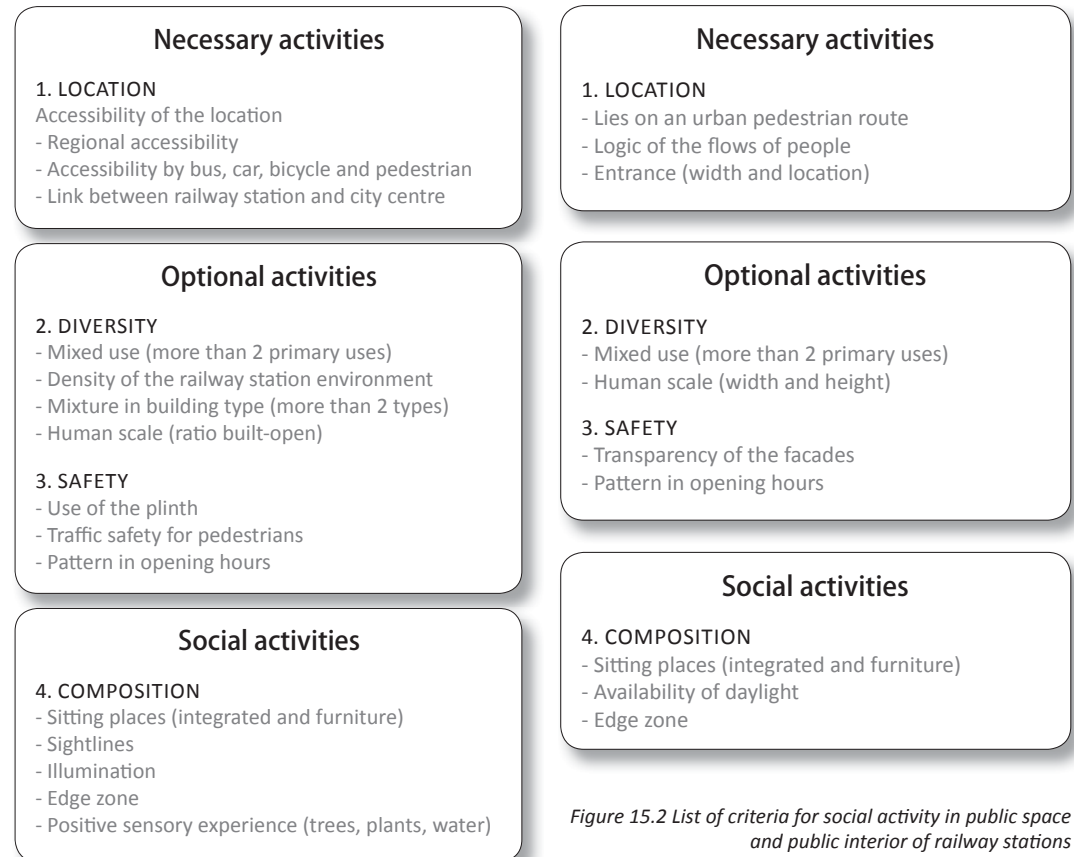 Necessary activities
1. LOCATION
Accessibility of the location
- Regional accessibility
- Accessibility by bus, car, bicycle and pedestrian
- Link between railway station and city centre
Optional activities
2. DIVERSITY
- Mixed use (more than 2 primary uses)
- Density of the railway station environment
- Mixture in building type (more than 2 types)
- Human scale (ratio built-open)
3. SAFETY
- Use of the plinth
- Traffic safety for pedestrians
- Pattern in opening hours
Social activities
4. COMPOSITION
- Sitting places (integrated and furniture)
- Sightlines
- Illumination
- Edge zone
- Positive sensory experience (trees, plants, water)
Necessary activities
1. LOCATION
- Lies on an urban pedestrian route
- Logic of the flows of people
- Entrance (width and location)
Optional activities
2. DIVERSITY
- Mixed use (more than 2 primary uses)
- Human scale (width and height)
3. SAFETY
- Transparency of the facades
- Pattern in opening hours
Social activities
4. COMPOSITION
- Sitting places (integrated and furniture)
- Availability of daylight
- Edge zone
Figure 15.2 List of criteria for social activity in public space
and public interior of railway stations